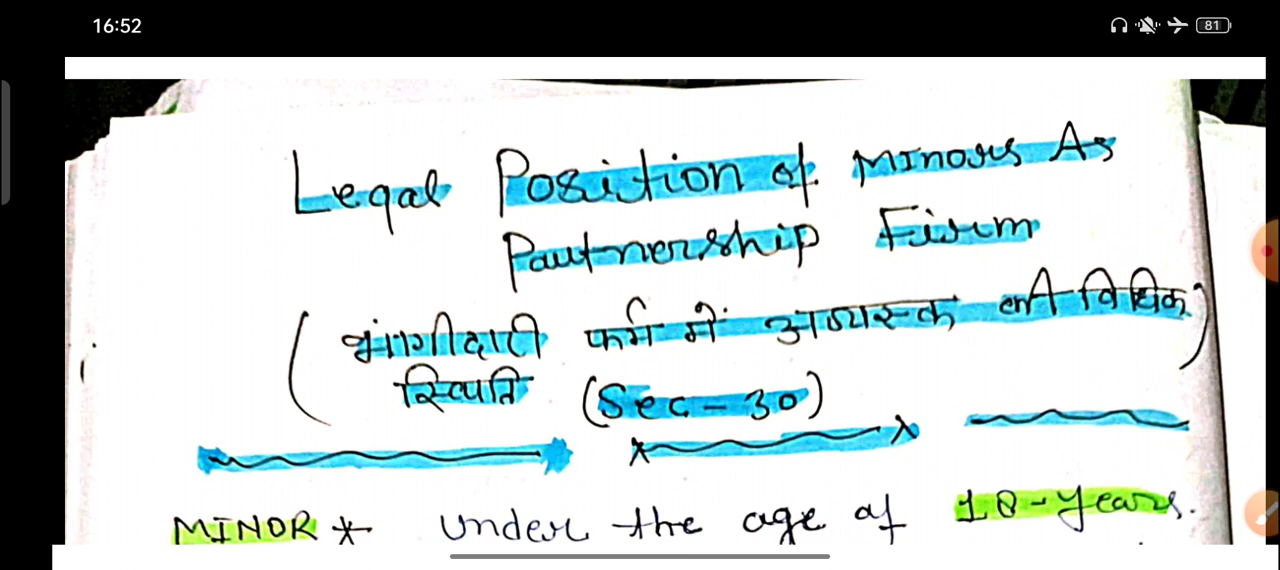 16:52
81
Legal Position of Minors As
Partnership Firm
(भागीदारी फर्म में अवयस्क की विधिक)
स्थिति (Sec-30)
MINOR * Under the age of 18-years.